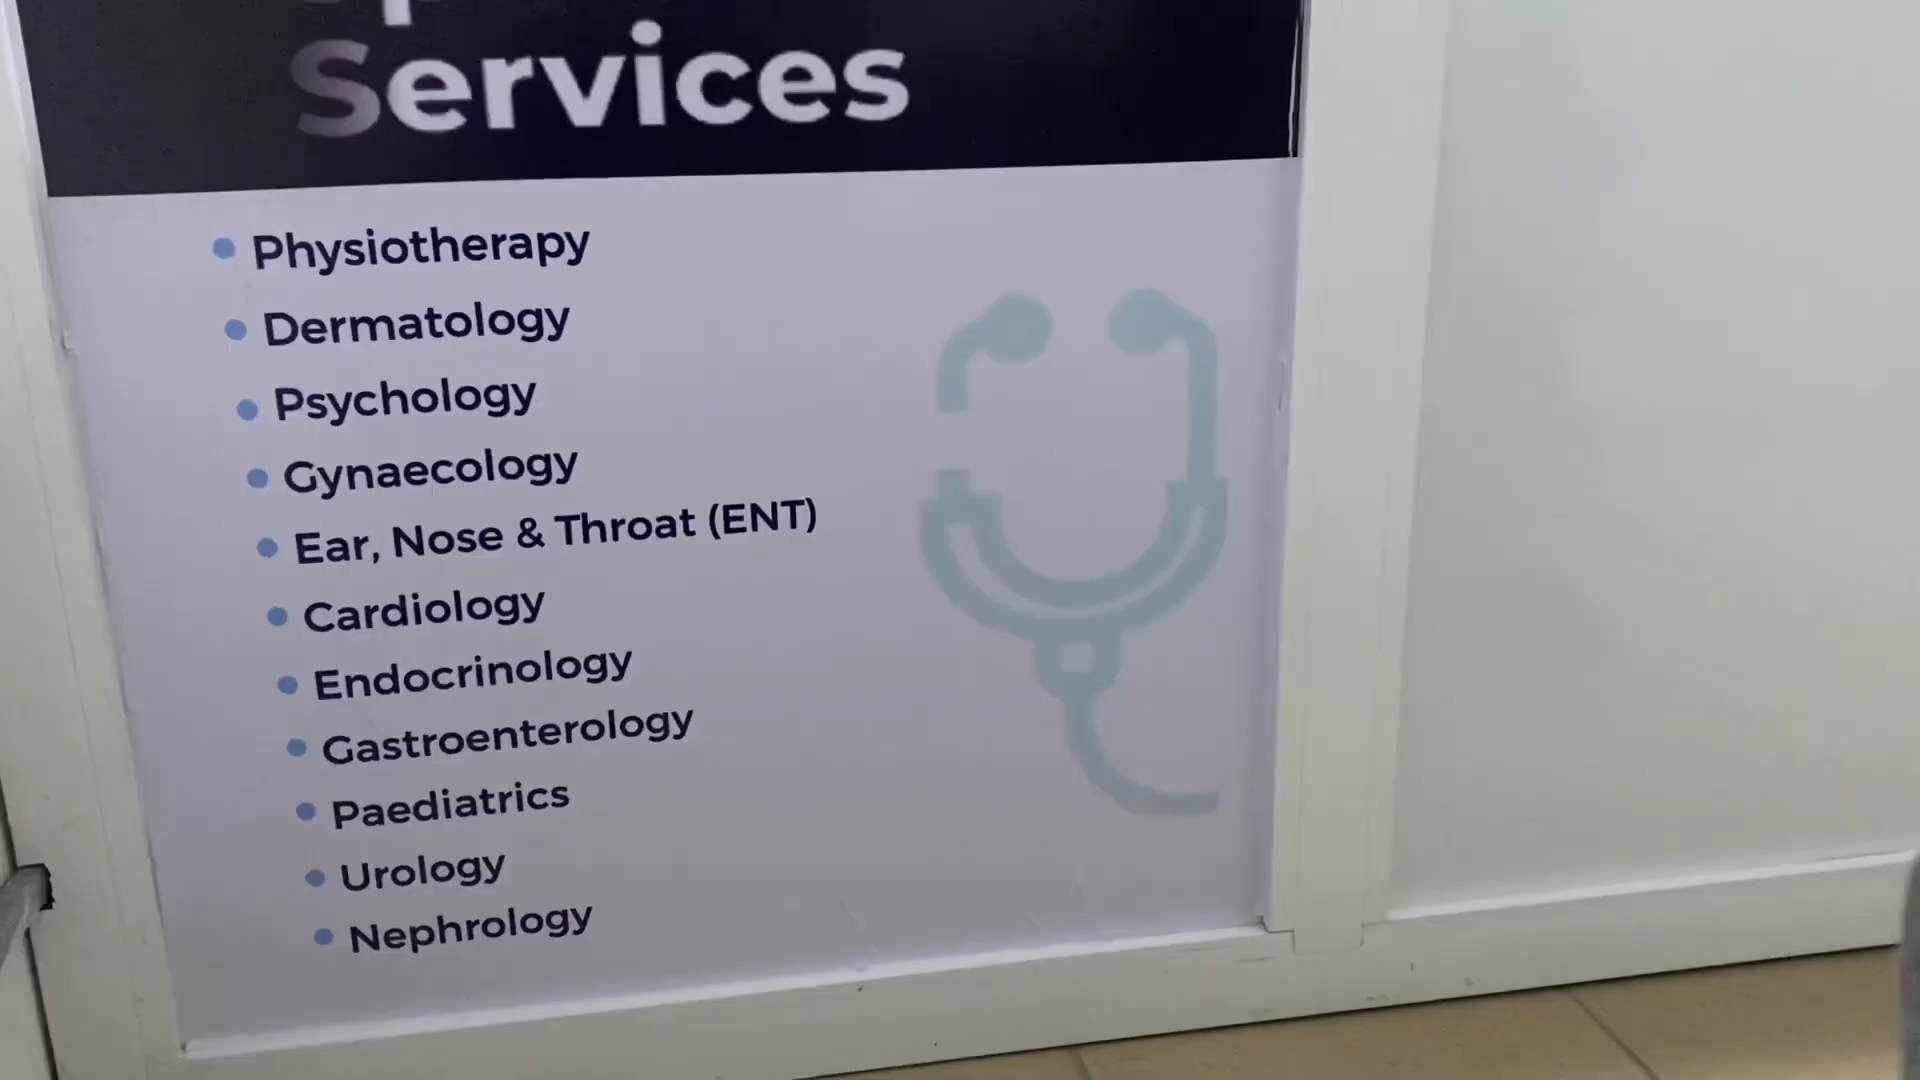 Services
• Physiotherapy
• Dermatology
• Psychology
• Gynaecology
• Ear, Nose & Throat (ENT)
• Cardiology
• Endocrinology
• Gastroenterology
• Paediatrics
• Urology
• Nephrology